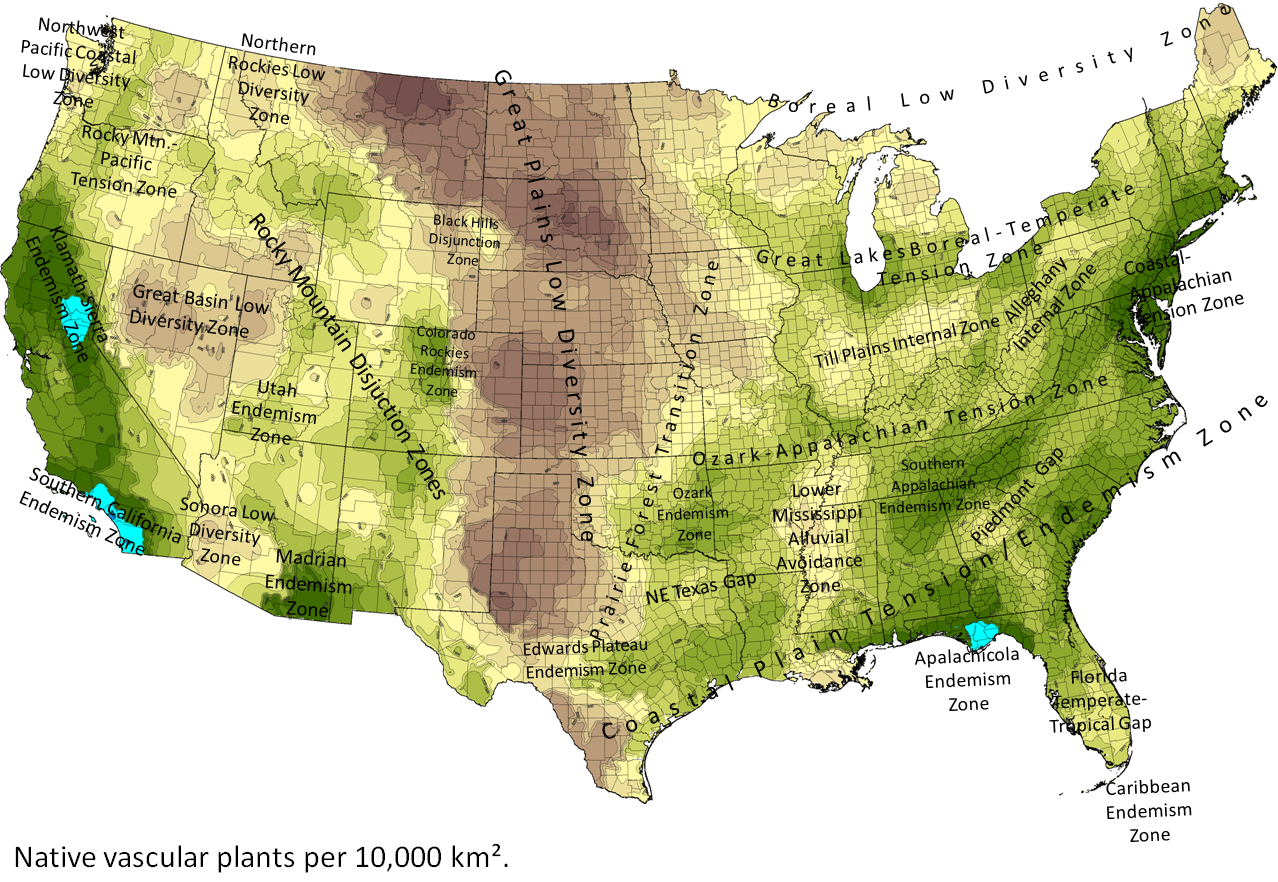 Northwest
Pacific Coastal
Low Diversity
Zone
Northern
Rockies Low
Diversity
Zone
Boreal Low Diversity Zone
Rocky Mtn.-
Pacific
Tension Zone
Great Plains Low Diversity Zone
Black Hills
Disjunction
Zone
Great Lakes Boreal-Temperate
Tension Zone
Klamath-Sierra
Endemism Zone
Rocky Mountain Disjuction Zones
Great Basin Low
Diversity Zone
Coastal-
Appalachian
Tension Zone
Alleghany
Internal Zone
Till Plains Internal Zone
Colorado
Rockies
Endemism
Zone
Utah
Endemism
Zone
Prairie Forest Transition Zone
Ozark-Appalachian Tension Zone
Southern California
Endemism Zone
Sonora Low
Diversity
Zone
Madrian
Endemism
Zone
Ozark
Endemism
Zone
Lower
Mississippi
Alluvial
Avoidance
Zone
Southern
Appalachian
Endemism Zone
Piedmont Gap
NE Texas Gap
Coastal Plain Tension/Endemism Zone
Edwards Plateau
Endemism Zone
Apalachicola
Endemism
Zone
Florida
Temperate-
Tropical Gap
Caribbean
Endemism
Zone
Native vascular plants per 10,000 km².